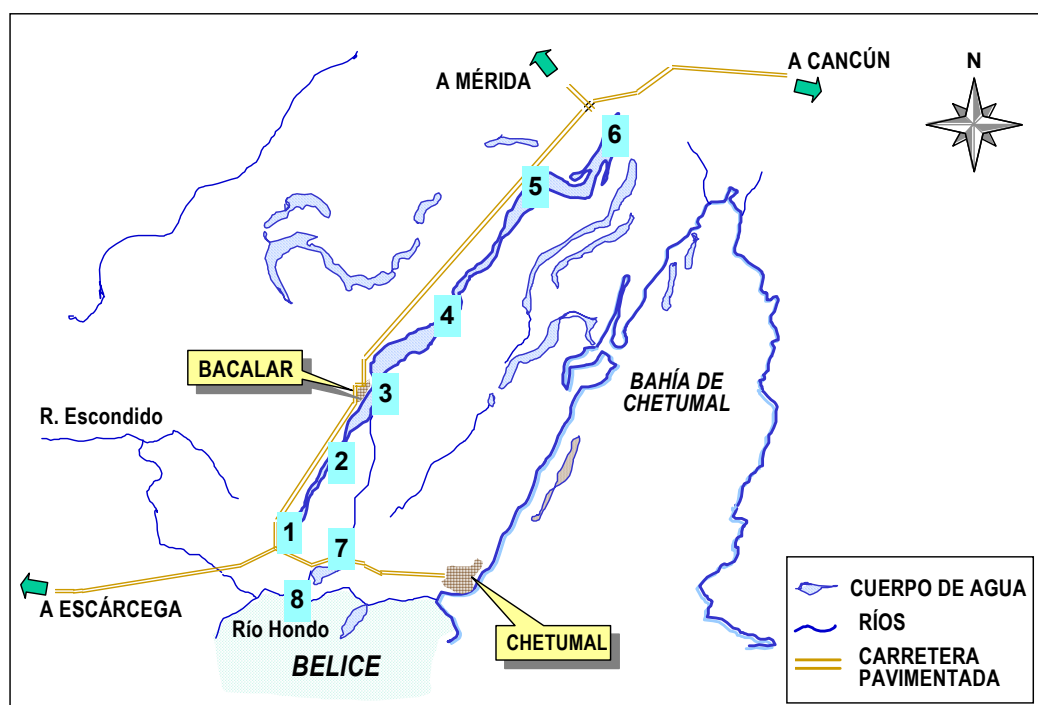 A CANCÚN
A MÉRIDA
N
6
5
4
BACALAR
3
BAHÍA DE
CHETUMAL
R. Escondido
2
1
7
A ESCÁRCEGA
8
Río Hondo
BELICE
CHETUMAL
CUERPO DE AGUA
RÍOS
CARRETERA
PAVIMENTADA